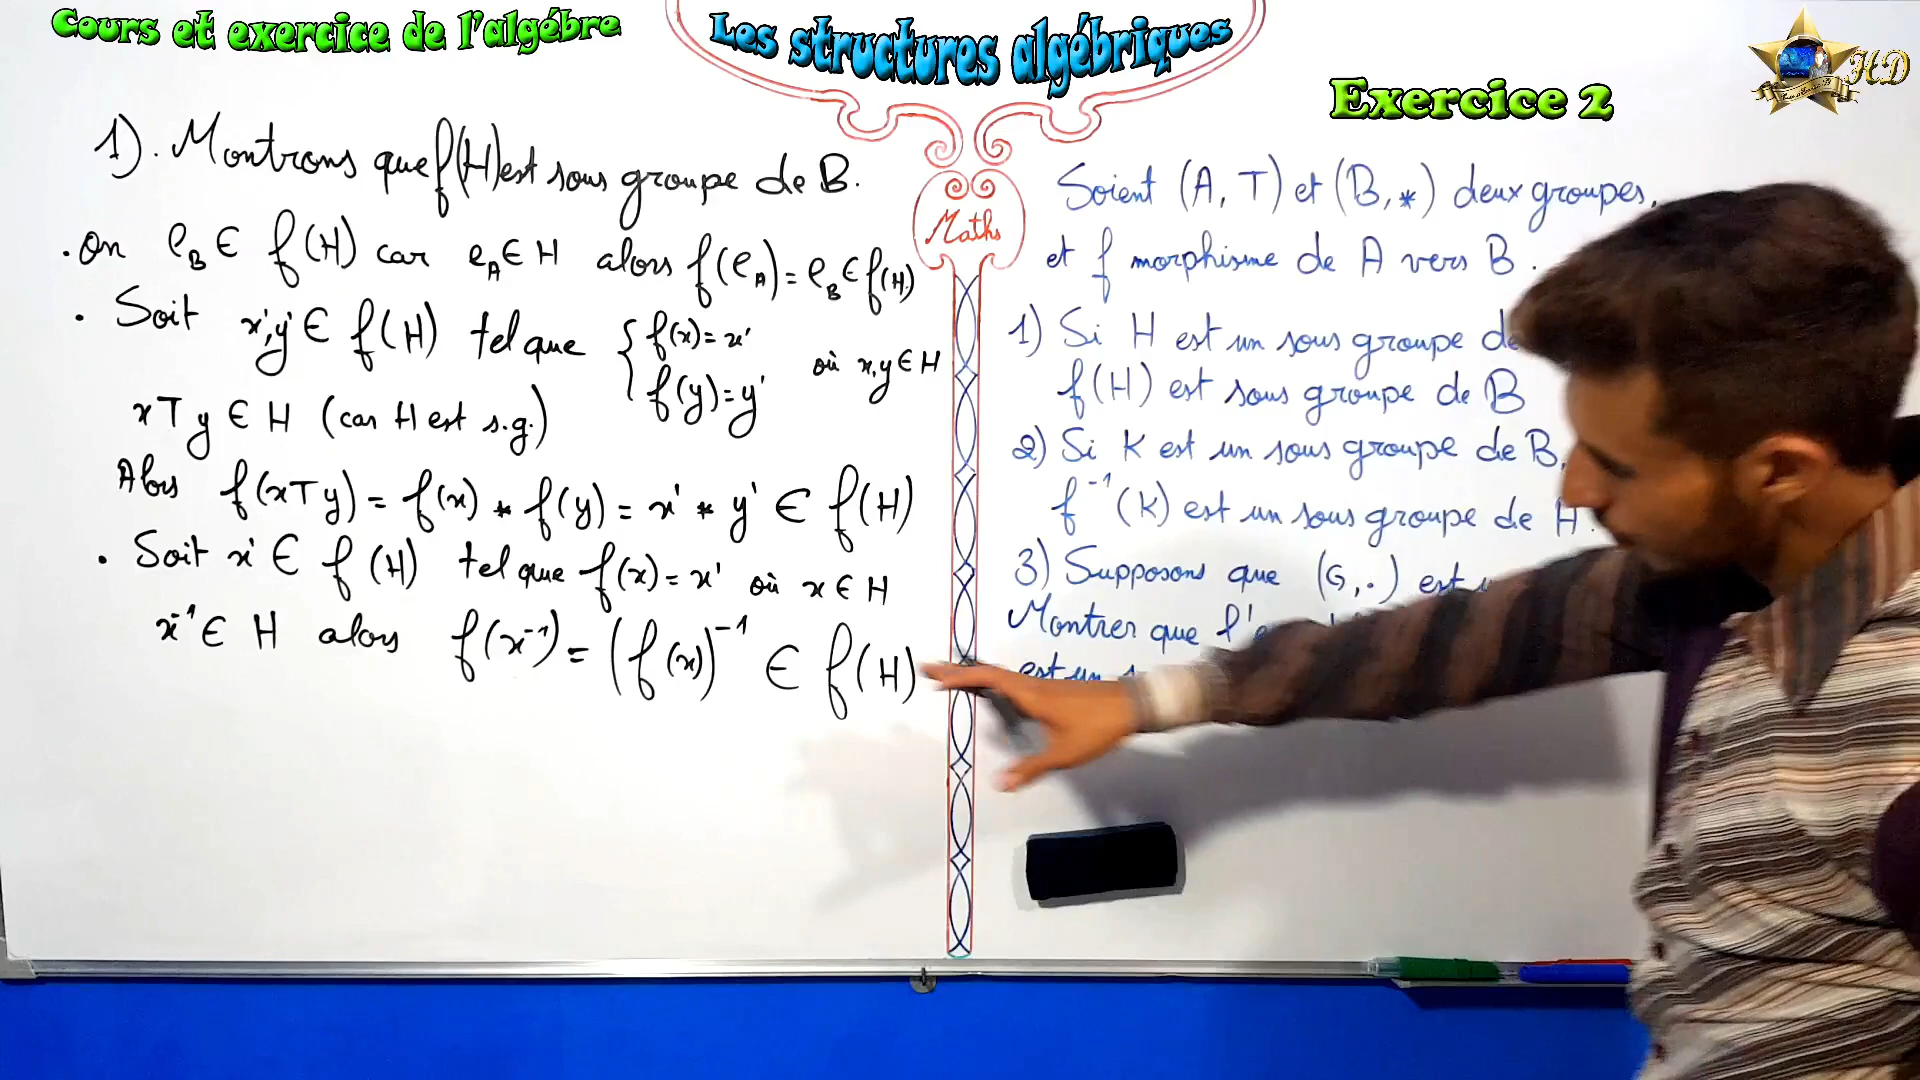 Cours et exercice de l'algébre
Les structures algébriques
HD
Exercice 2
1). Montrons que f(H) est sous groupe de B.
. On e_B ∈ f(H) car e_A ∈ H alors f(e_A) = e_B ∈ f(H)
. Soit x', y' ∈ f(H) tel que { f(x) = x'
f(y) = y' où x, y ∈ H
x T y ∈ H (car H est s.g.)
Alors f(x T y) = f(x) * f(y) = x' * y' ∈ f(H)
. Soit x' ∈ f(H) tel que f(x) = x' où x ∈ H
x⁻¹ ∈ H alors f(x⁻¹) = (f(x))⁻¹ ∈ f(H)
Maths
Soient (A, T) et (B, *) deux groupes,
et f morphisme de A vers B.
1) Si H est un sous groupe de
f(H) est sous groupe de B
2) Si K est un sous groupe de B,
f⁻¹(K) est un sous groupe de H.
3) Supposons que (G, .) est
Montrer que
est un